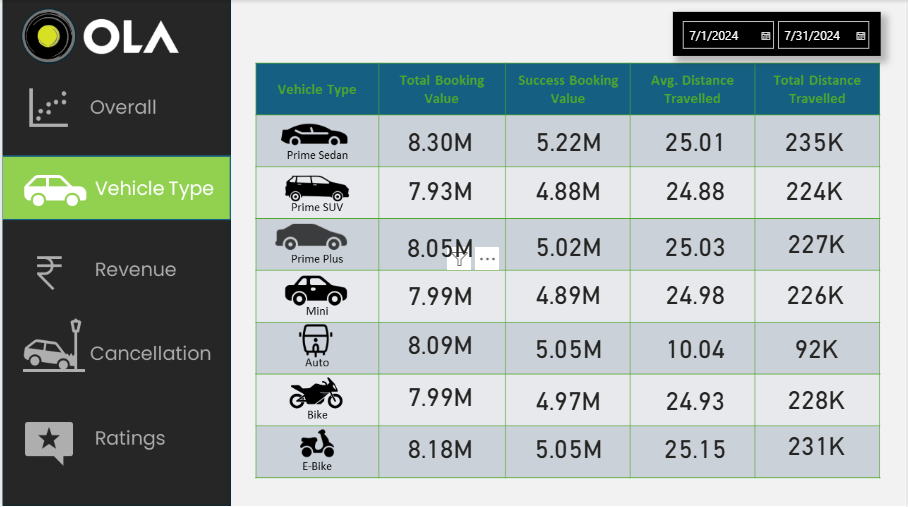 OLA
7/1/2024 7/31/2024
Overall
Vehicle Type
Revenue
Cancellation
Ratings
Vehicle Type Total Booking Value Success Booking Value Avg. Distance Travelled Total Distance Travelled
Prime Sedan 8.30M 5.22M 25.01 235K
Prime SUV 7.93M 4.88M 24.88 224K
Prime Plus 8.05M 5.02M 25.03 227K
Mini 7.99M 4.89M 24.98 226K
Auto 8.09M 5.05M 10.04 92K
Bike 7.99M 4.97M 24.93 228K
E-Bike 8.18M 5.05M 25.15 231K